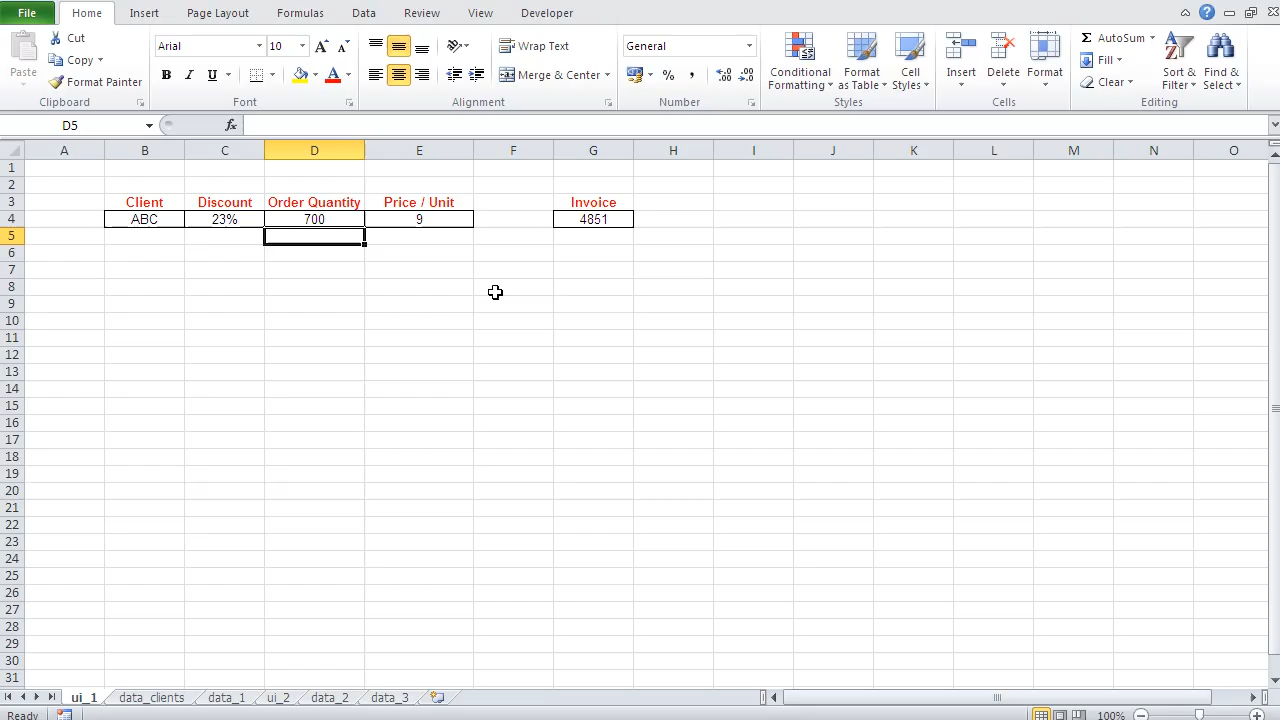 File Home Insert Page Layout Formulas Data Review View Developer
Paste Cut Copy Format Painter
Clipboard
Arial 10
B I U A
Font
Wrap Text
Merge & Center
Alignment
General
% ,
Number
Conditional Formatting
Format as Table
Cell Styles
Styles
Insert Delete Format
Cells
Σ AutoSum
Fill
Clear
Sort & Filter
Find & Select
Editing
D5 fx
A B C D E F G H I J K L M N O
1
2
3 Client Discount Order Quantity Price / Unit Invoice
4 ABC 23% 700 9 4851
5
6
7
8
9
10
11
12
13
14
15
16
17
18
19
20
21
22
23
24
25
26
27
28
29
30
31
ui_1 data_clients data_1 ui_2 data_2 data_3
Ready 100%